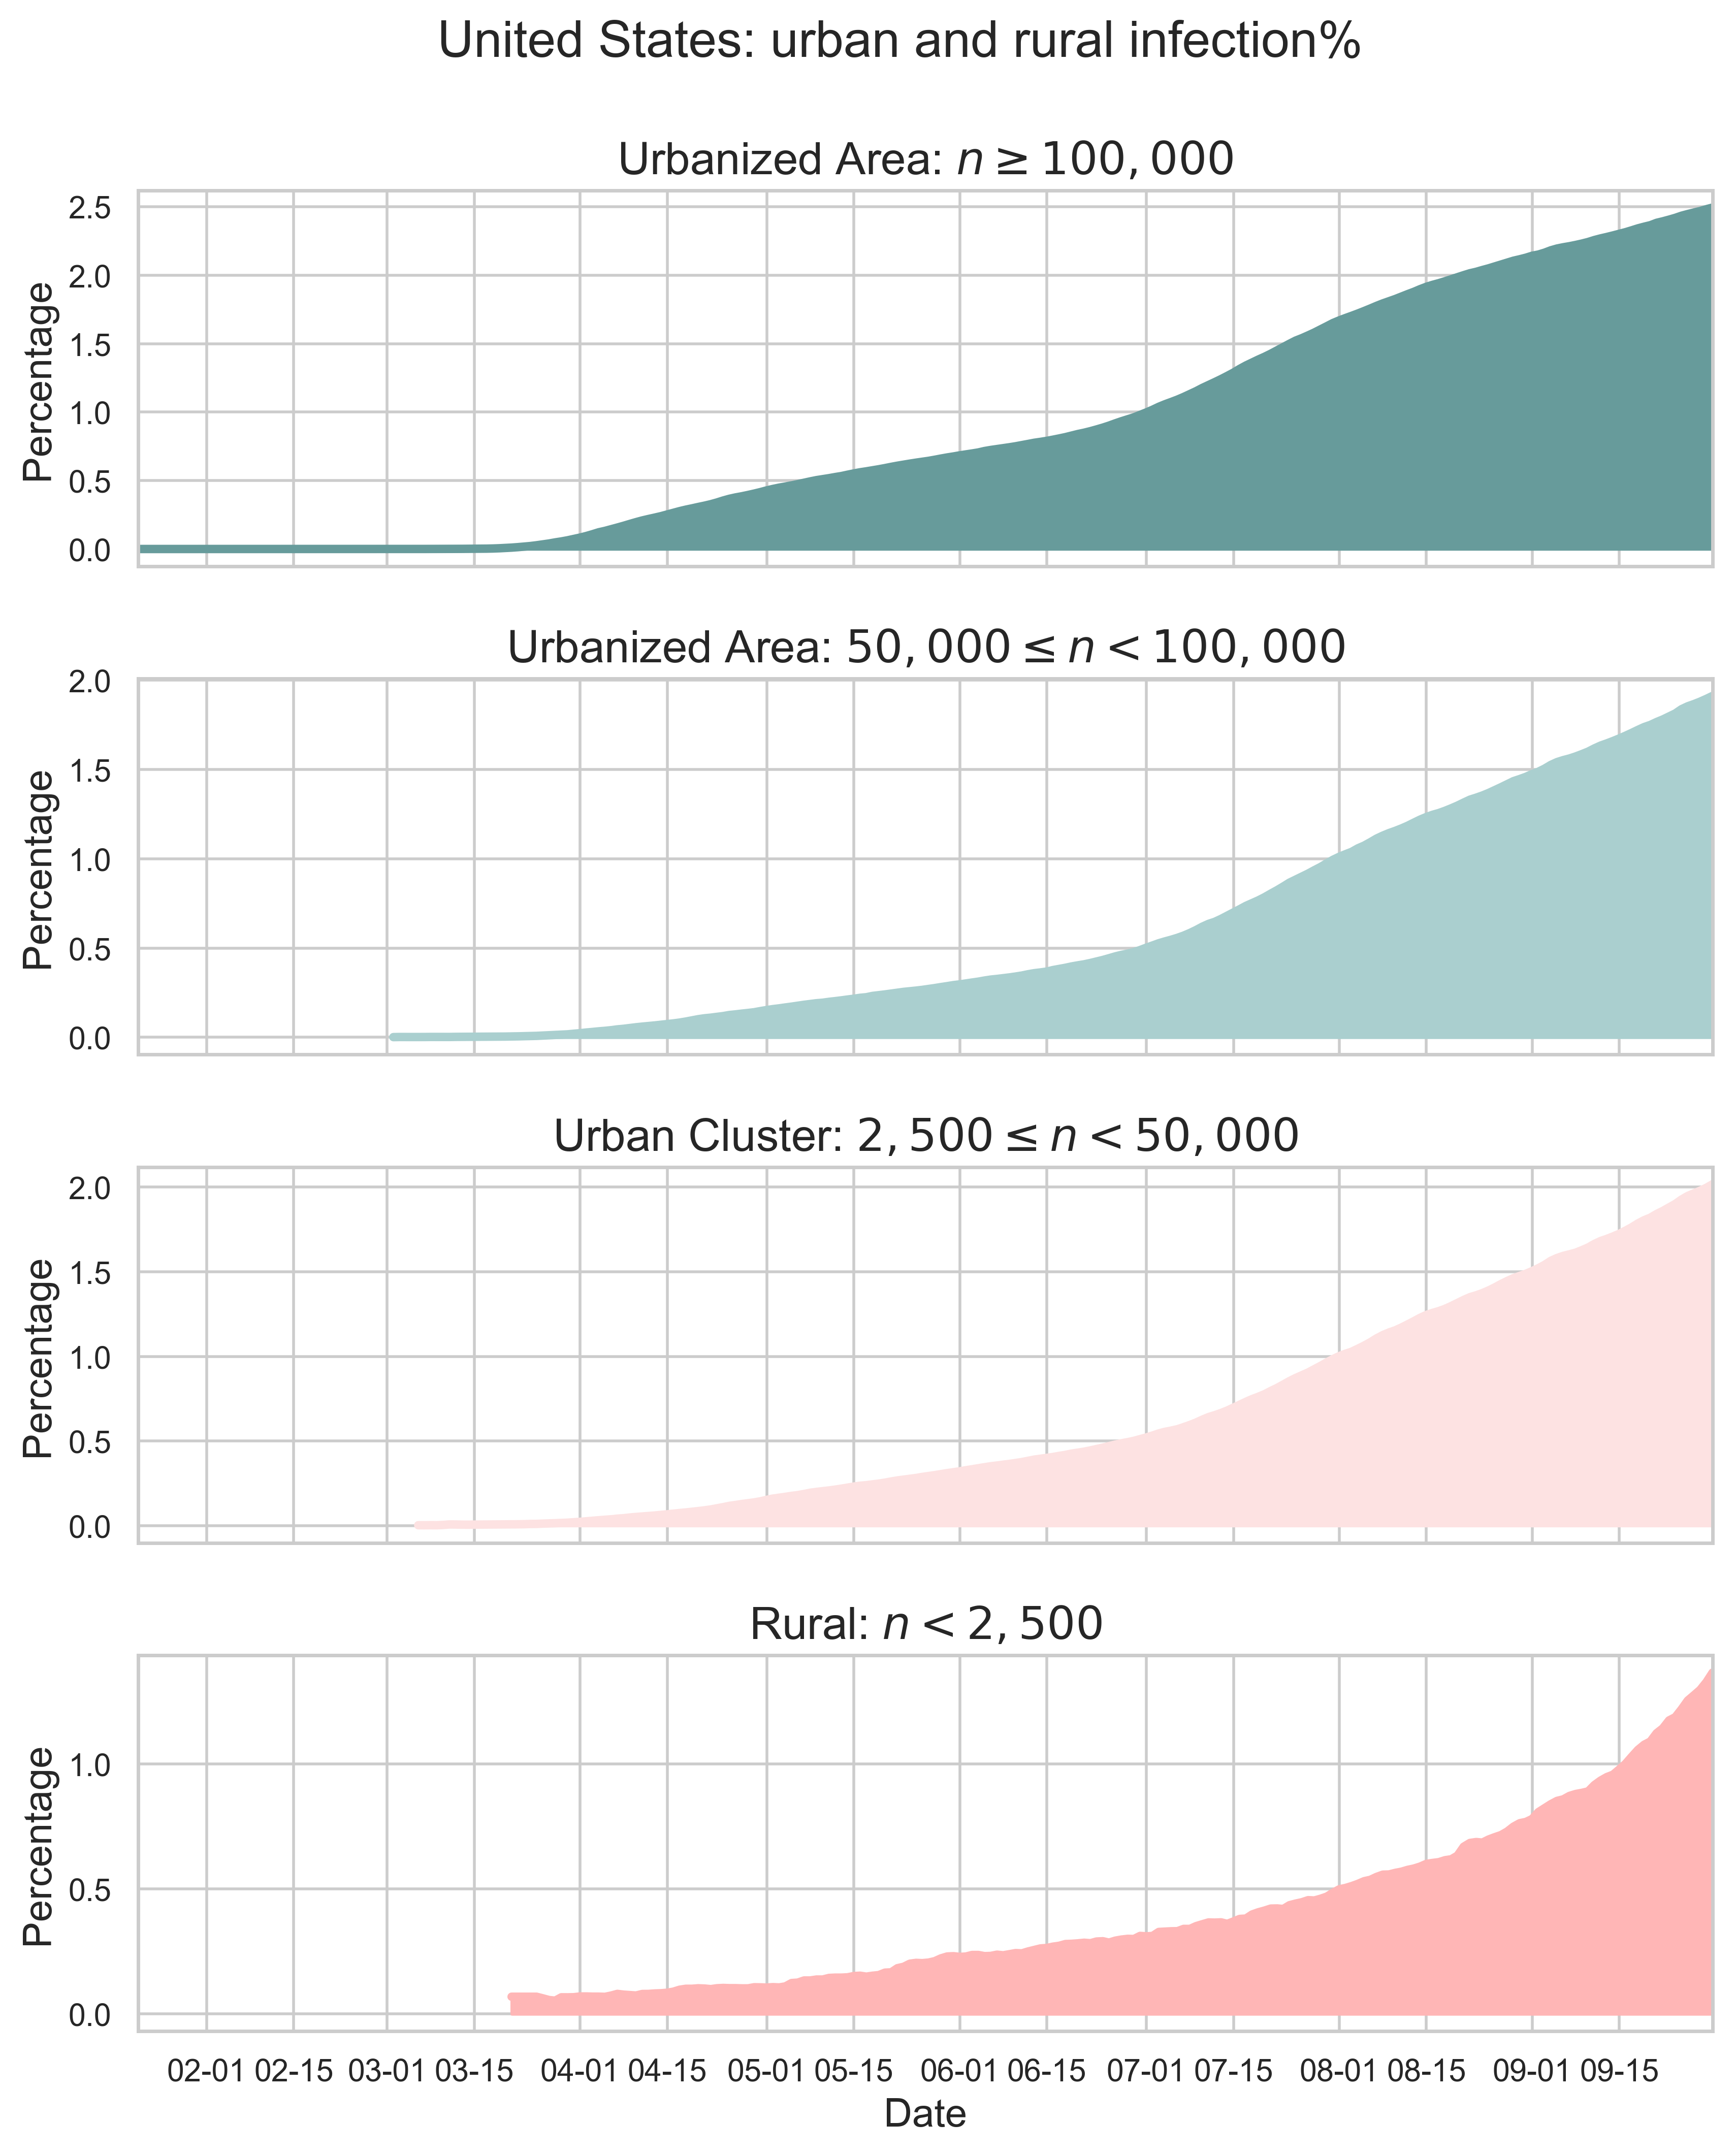 United States: urban and rural infection%
Urbanized Area: n ≥ 100, 000
2.5
2.0
1.5
1.0
0.5
0.0
Percentage
Urbanized Area: 50, 000 ≤ n < 100, 000
2.0
1.5
1.0
0.5
0.0
Percentage
Urban Cluster: 2, 500 ≤ n < 50, 000
2.0
1.5
1.0
0.5
0.0
Percentage
Rural: n < 2, 500
1.0
0.5
0.0
Percentage
02-01 02-15 03-01 03-15 04-01 04-15 05-01 05-15 06-01 06-15 07-01 07-15 08-01 08-15 09-01 09-15
Date